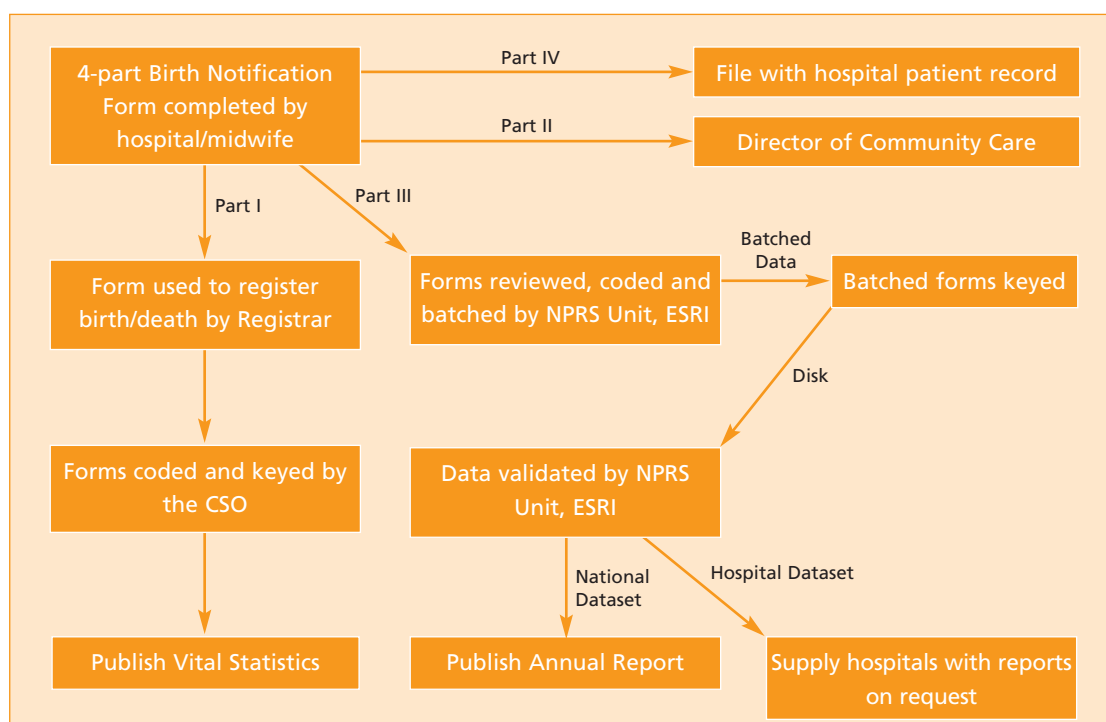 4-part Birth Notification
Form completed by
hospital/midwife
Part IV
File with hospital patient record
Part II
Director of Community Care
Part I
Part III
Form used to register
birth/death by Registrar
Forms reviewed, coded and
batched by NPRS Unit, ESRI
Batched
Data
Batched forms keyed
Disk
Forms coded and keyed by
the CSO
Data validated by NPRS
Unit, ESRI
National
Dataset
Hospital Dataset
Publish Vital Statistics
Publish Annual Report
Supply hospitals with reports
on request